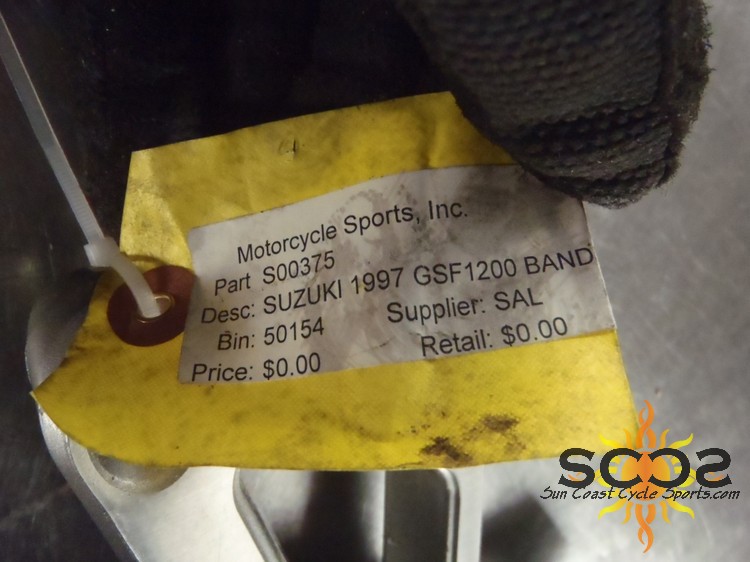 Motorcycle Sports, Inc.
Part S00375
Desc: SUZUKI 1997 GSF1200 BAND
Bin: 50154 Supplier: SAL
Price: $0.00 Retail: $0.00
SCCS
Sun Coast Cycle Sports.com